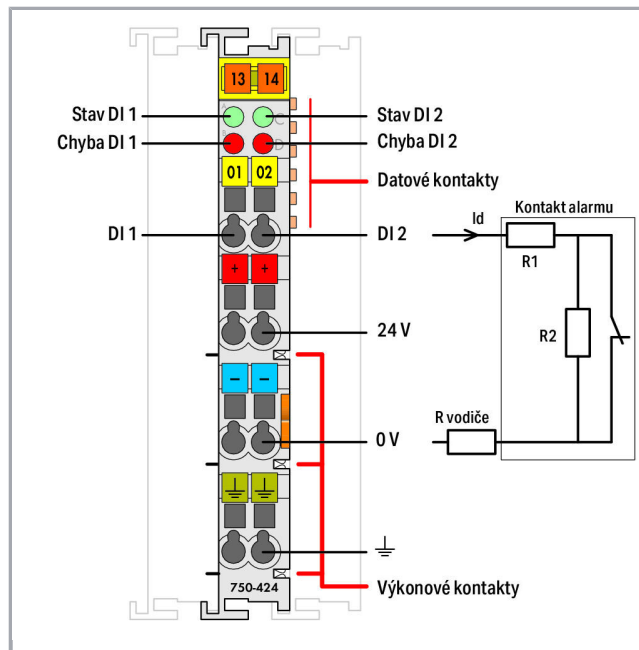 13 14
A C
Stav DI 1
Stav DI 2
Chyba DI 1
D
Chyba DI 2
01 02
Datové kontakty
Kontakt alarmu
DI 1
DI 2
Id
R1
+ +
R2
24 V
− −
R vodiče
0 V
750-424
Výkonové kontakty